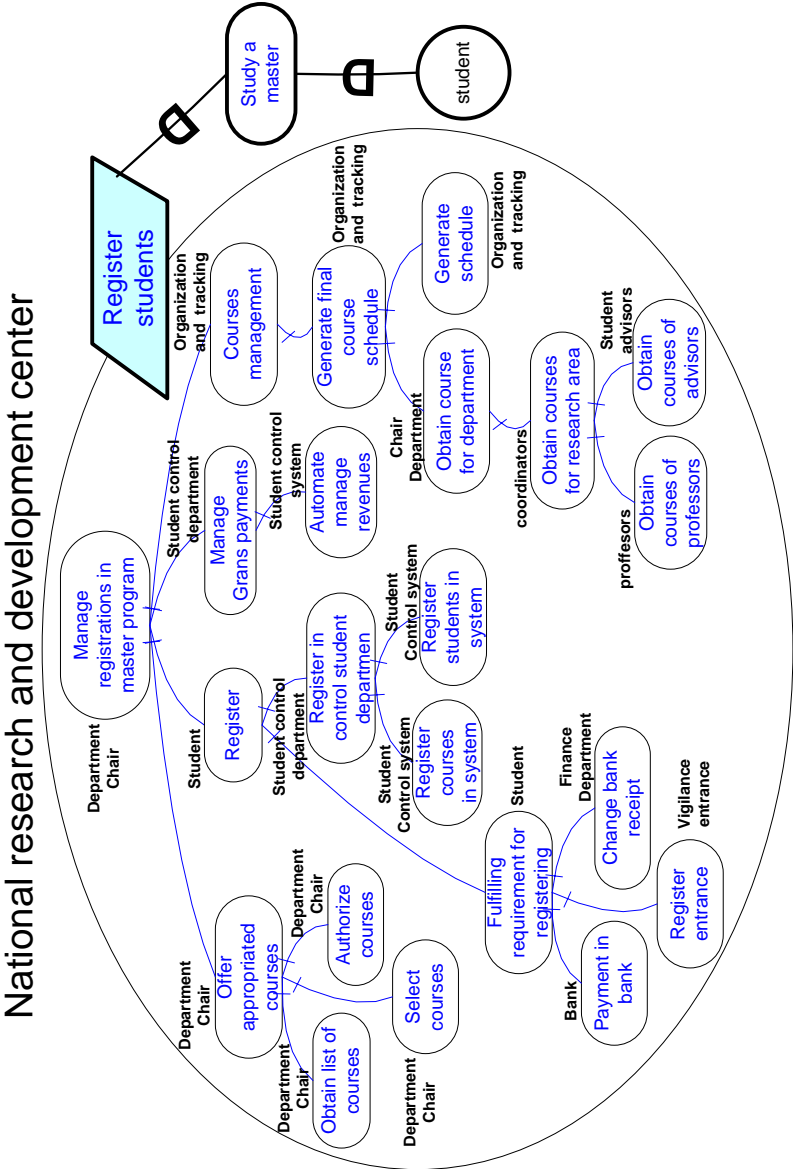 National research and development center
Register
students
Study a
master
student
Manage
registrations in
master program
Department
Chair
Offer
appropriated
courses
Department
Chair
Obtain list of
courses
Department
Chair
Select
courses
Department
Chair
Authorize
courses
Department
Chair
Register
Student
Fulfilling
requirement for
registering
Student
Payment in
bank
Bank
Register
entrance
Vigilance
entrance
Change bank
receipt
Finance
Department
Register in
control student
departmen
Student control
department
Register
courses
in system
Student
Control system
Register
students in
system
Student
Control system
Manage
Grans payments
Student control
department
Automate
manage
revenues
Student control
system
Courses
management
Organization
and tracking
Generate final
course
schedule
Organization
and tracking
Obtain course
for department
Chair
Department
Generate
schedule
Organization
and tracking
Obtain courses
for research area
coordinators
Obtain
courses of
professors
proffesors
Obtain
courses of
advisors
Student
advisors
D
D